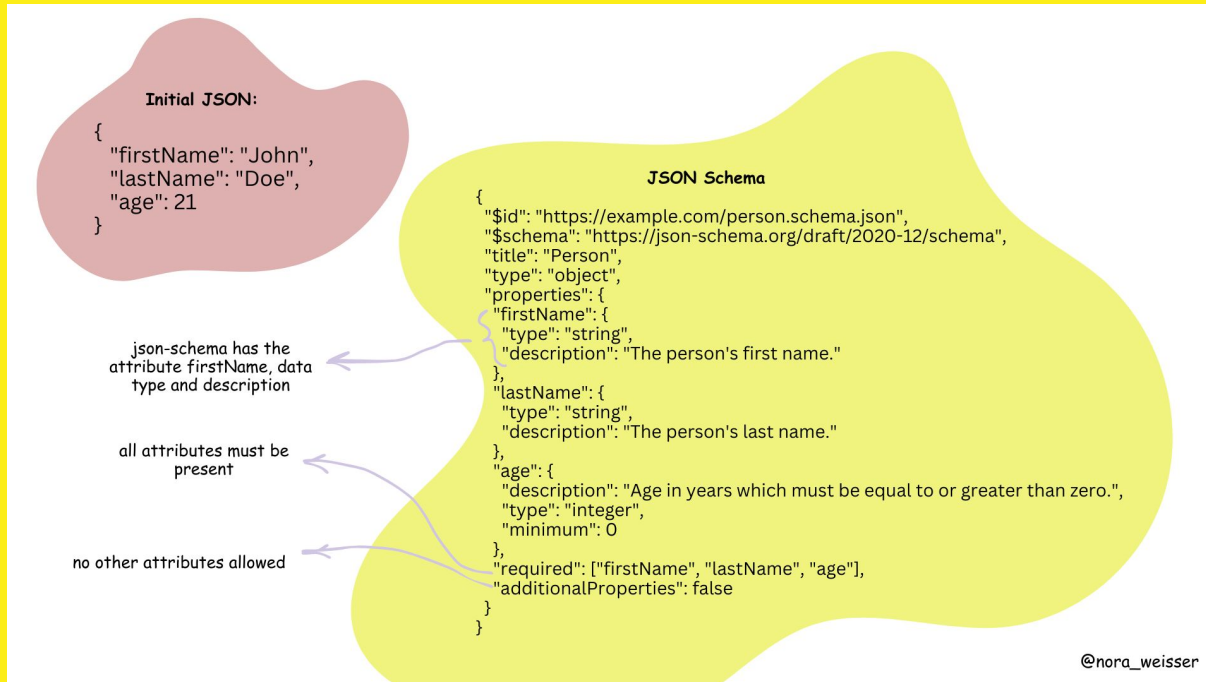 Initial JSON:
{
"firstName": "John",
"lastName": "Doe",
"age": 21
}
JSON Schema
{
"$id": "https://example.com/person.schema.json",
"$schema": "https://json-schema.org/draft/2020-12/schema",
"title": "Person",
"type": "object",
"properties": {
"firstName": {
"type": "string",
"description": "The person's first name."
},
"lastName": {
"type": "string",
"description": "The person's last name."
},
"age": {
"description": "Age in years which must be equal to or greater than zero.",
"type": "integer",
"minimum": 0
},
"required": ["firstName", "lastName", "age"],
"additionalProperties": false
}
}
json-schema has the
attribute firstName, data
type and description
all attributes must be
present
no other attributes allowed
@nora_weisser